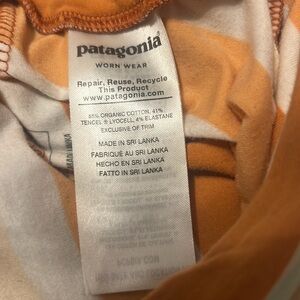 patagonia®
WORN WEAR
Repair, Reuse, Recycle
This Product
www.patagonia.com
55% ORGANIC COTTON, 41%
TENCEL ® LYOCELL, 4% ELASTANE
EXCLUSIVE OF TRIM
MADE IN SRI LANKA
FABRIQUÉ AU SRI LANKA
HECHO EN SRI LANKA
FATTO IN SRI LANKA